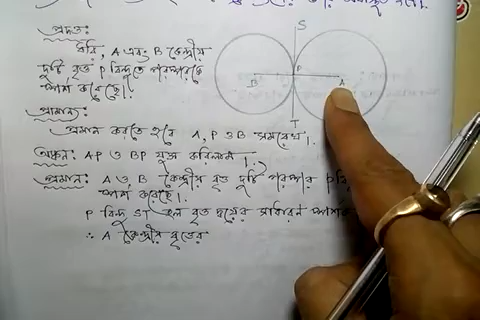 প্রদত্ত:
ধরি, A এবং B কেন্দ্রীয়
দুটি বৃত্ত P বিন্দুতে পরস্পরকে
স্পর্শ করেছে।
প্রামান্য:
প্রমান করতে হবে A, P ও B সমরেখ।
অঙ্কন: AP ও BP যুক্ত করিলাম।
প্রমান: A ও B কেন্দ্রীয় বৃত্ত দুটি পরস্পর P
স্পর্শ করেছে।
P বিন্দু ST হল বৃত্ত দ্বয়ের সাধারন স্পর্শক
∴ A কেন্দ্রীয় বৃত্তের
S
B
P
A
T